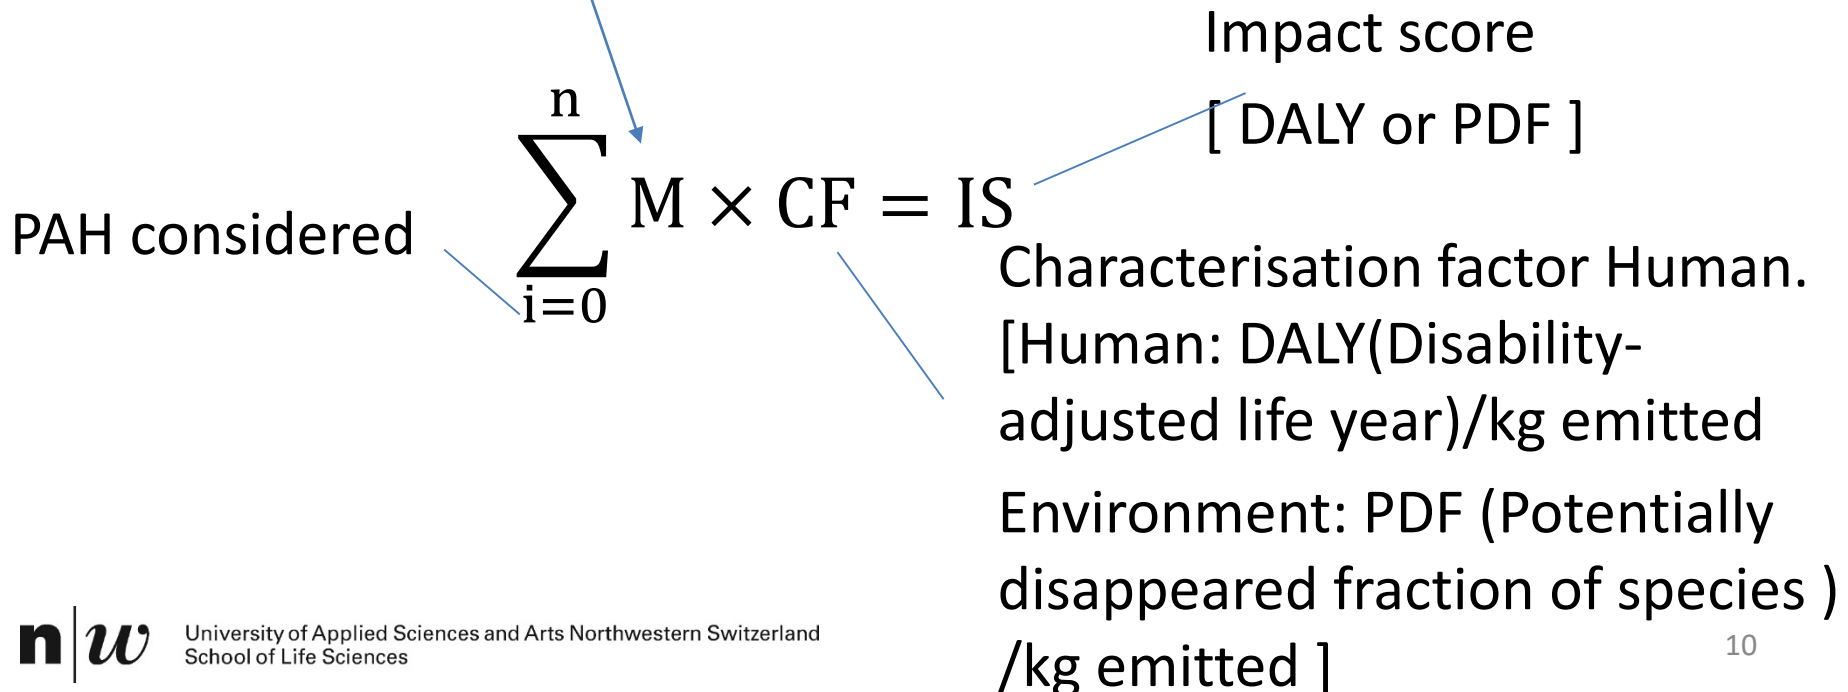 Impact score
[ DALY or PDF ]
n
∑ M × CF = IS
i=0
PAH considered
Characterisation factor Human.
[Human: DALY(Disability-
adjusted life year)/kg emitted
Environment: PDF (Potentially
disappeared fraction of species )
/kg emitted ]
n|w
University of Applied Sciences and Arts Northwestern Switzerland
School of Life Sciences
10